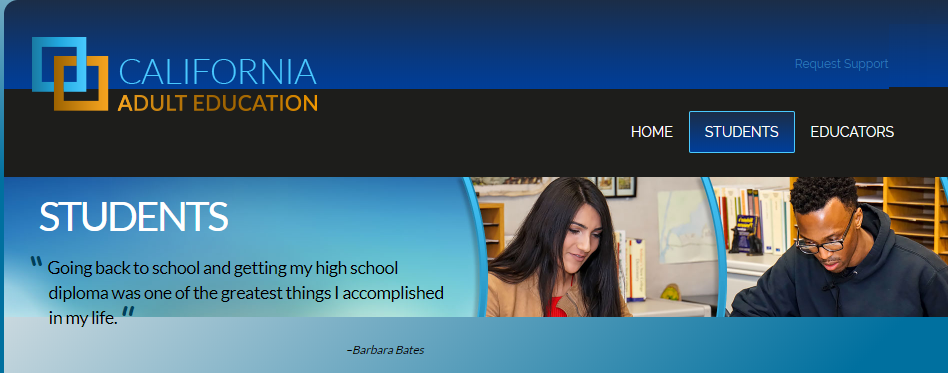 CALIFORNIA
ADULT EDUCATION
Request Support
HOME STUDENTS EDUCATORS
STUDENTS
“ Going back to school and getting my high school
diploma was one of the greatest things I accomplished
in my life. ”
–Barbara Bates